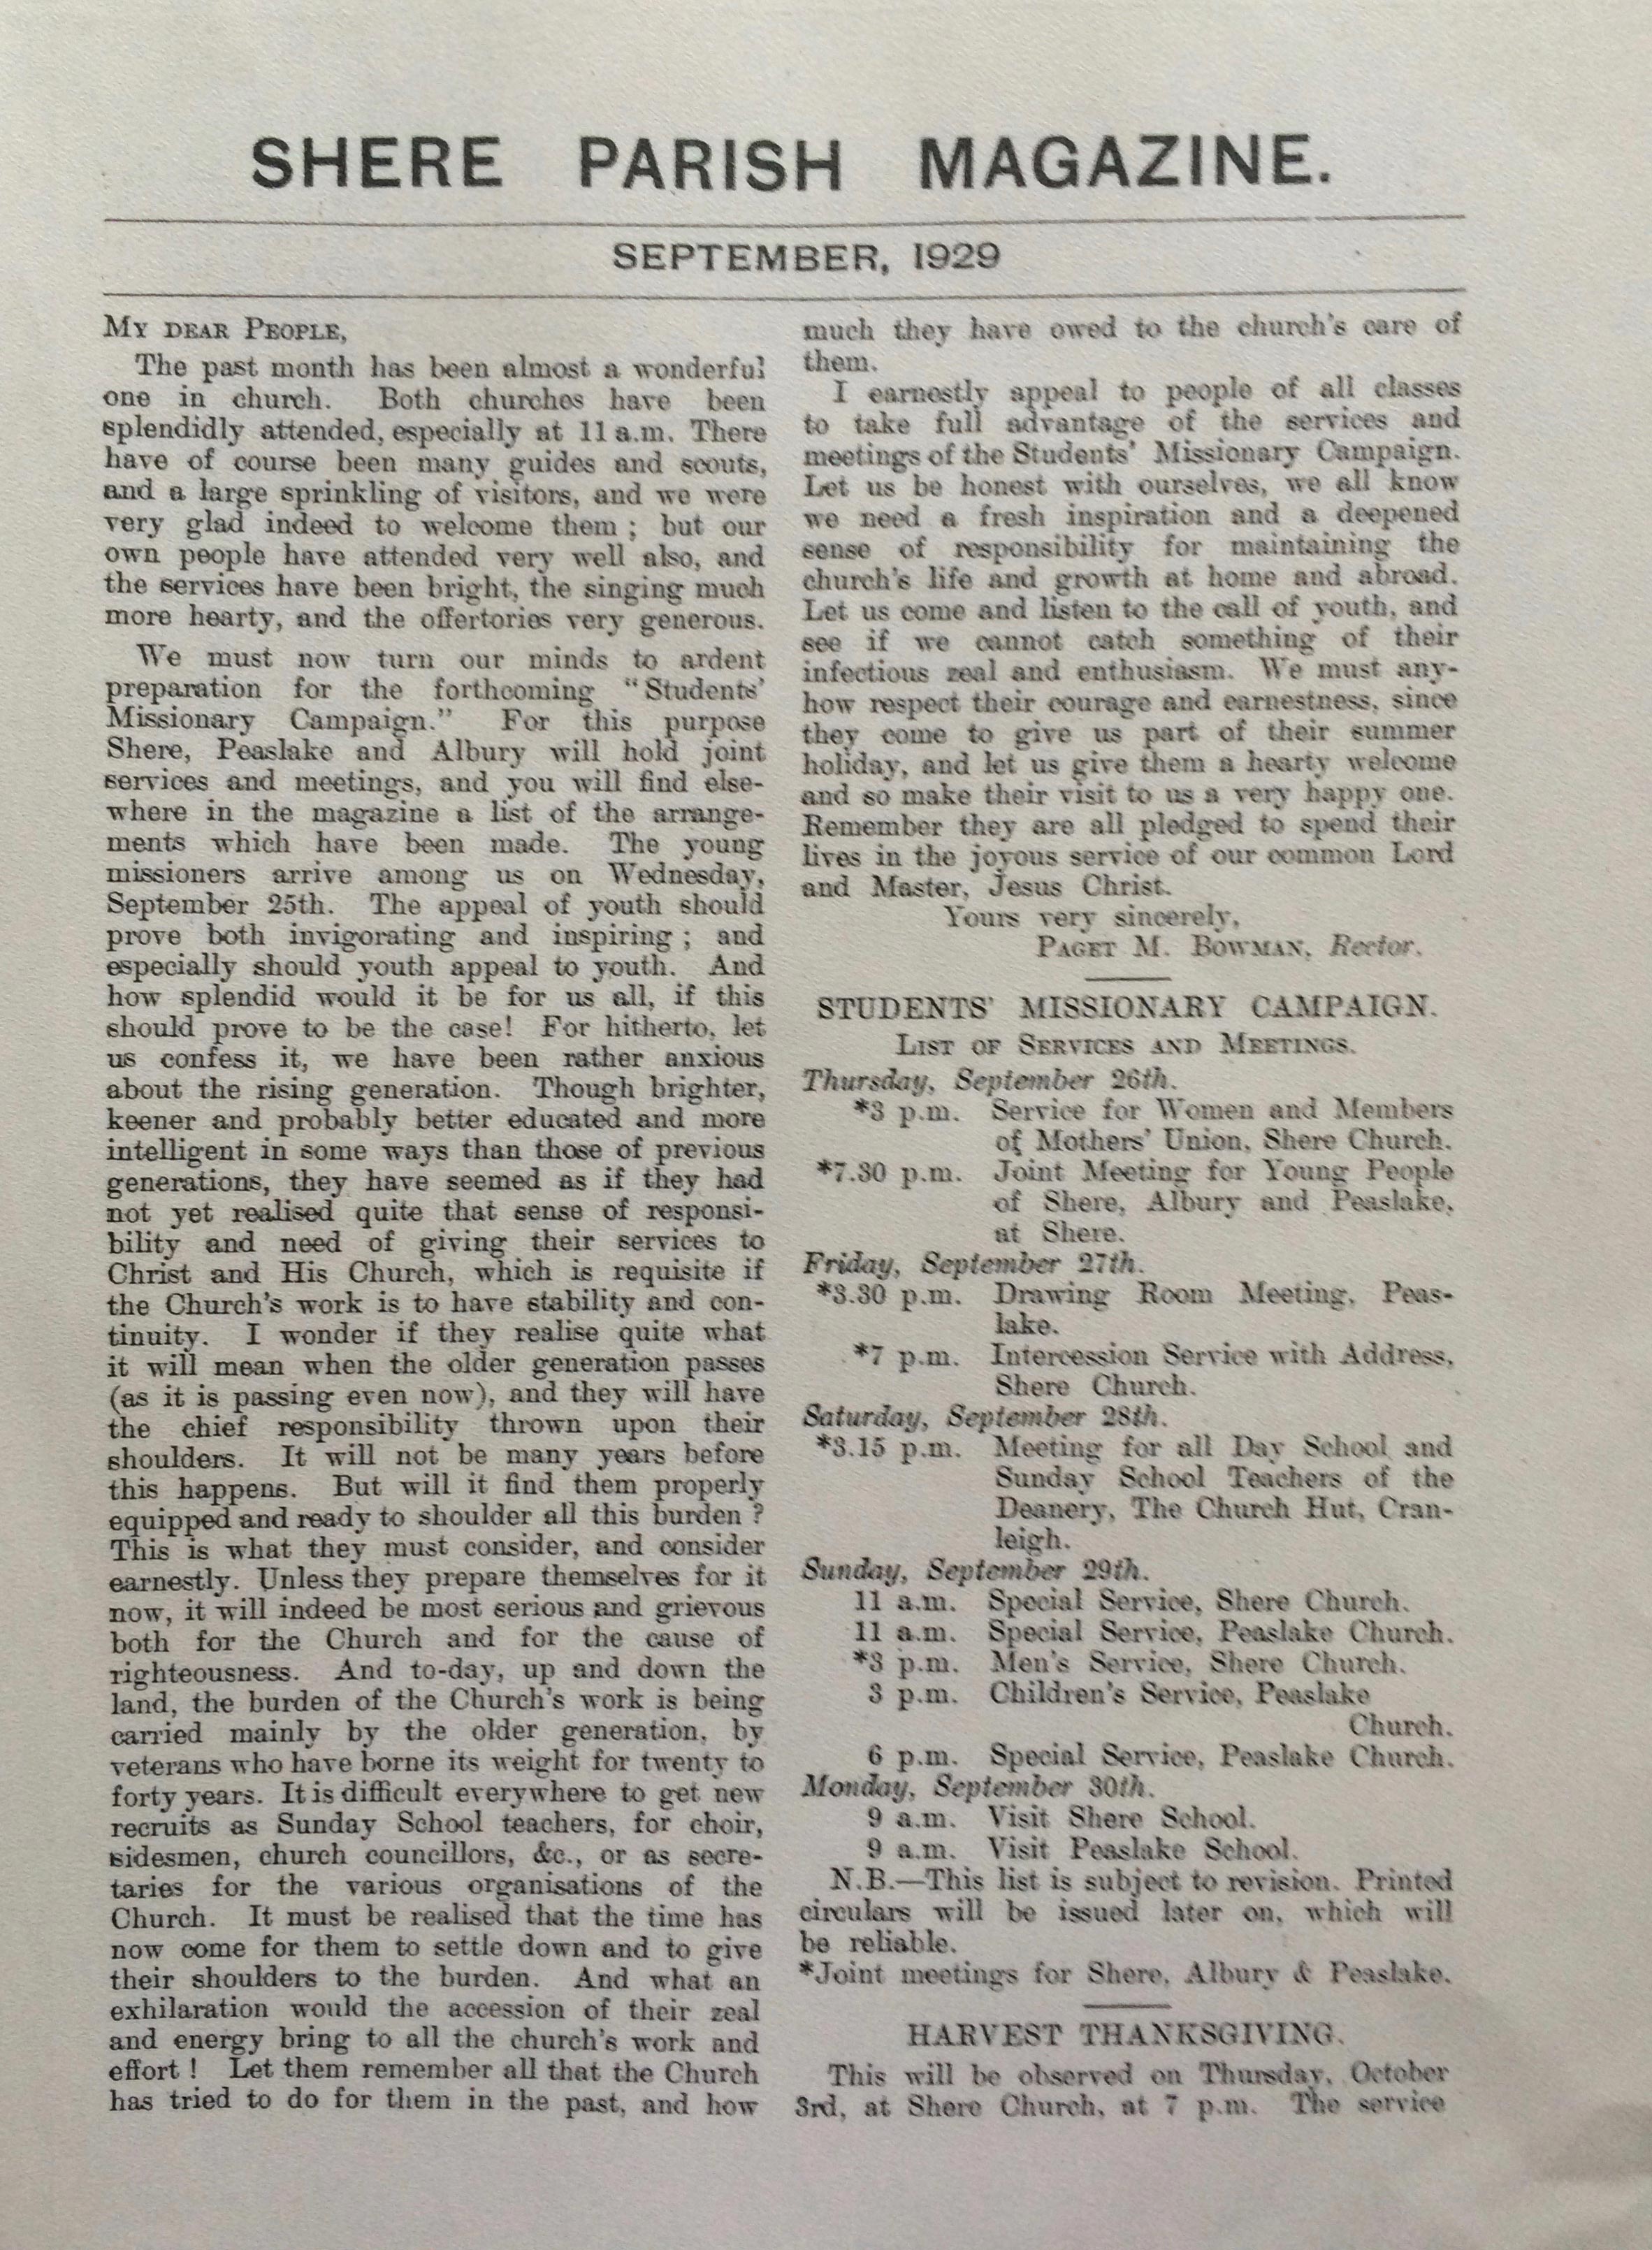 SHERE PARISH MAGAZINE.
SEPTEMBER, 1929
MY DEAR PEOPLE,
The past month has been almost a wonderful
one in church. Both churches have been
splendidly attended, especially at 11 a.m. There
have of course been many guides and scouts,
and a large sprinkling of visitors, and we were
very glad indeed to welcome them ; but our
own people have attended very well also, and
the services have been bright, the singing much
more hearty, and the offertories very generous.
We must now turn our minds to ardent
preparation for the forthcoming "Students'
Missionary Campaign." For this purpose
Shere, Peaslake and Albury will hold joint
services and meetings, and you will find else-
where in the magazine a list of the arrange-
ments which have been made. The young
missioners arrive among us on Wednesday,
September 25th. The appeal of youth should
prove both invigorating and inspiring ; and
especially should youth appeal to youth. And
how splendid would it be for us all, if this
should prove to be the case! For hitherto, let
us confess it, we have been rather anxious
about the rising generation. Though brighter,
keener and probably better educated and more
intelligent in some ways than those of previous
generations, they have seemed as if they had
not yet realised quite that sense of responsi-
bility and need of giving their services to
Christ and His Church, which is requisite if
the Church's work is to have stability and con-
tinuity. I wonder if they realise quite what
it will mean when the older generation passes
(as it is passing even now), and they will have
the chief responsibility thrown upon their
shoulders. It will not be many years before
this happens. But will it find them properly
equipped and ready to shoulder all this burden ?
This is what they must consider, and consider
earnestly. Unless they prepare themselves for it
now, it will indeed be most serious and grievous
both for the Church and for the cause of
righteousness. And to-day, up and down the
land, the burden of the Church's work is being
carried mainly by the older generation, by
veterans who have borne its weight for twenty to
forty years. It is difficult everywhere to get new
recruits as Sunday School teachers, for choir,
sidesmen, church councillors, &c., or as secre-
taries for the various organisations of the
Church. It must be realised that the time has
now come for them to settle down and to give
their shoulders to the burden. And what an
exhilaration would the accession of their zeal
and energy bring to all the church's work and
effort ! Let them remember all that the Church
has tried to do for them in the past, and how
much they have owed to the church's care of
them.
I earnestly appeal to people of all classes
to take full advantage of the services and
meetings of the Students' Missionary Campaign.
Let us be honest with ourselves, we all know
we need a fresh inspiration and a deepened
sense of responsibility for maintaining the
church's life and growth at home and abroad.
Let us come and listen to the call of youth, and
see if we cannot catch something of their
infectious zeal and enthusiasm. We must any-
how respect their courage and earnestness, since
they come to give us part of their summer
holiday, and let us give them a hearty welcome
and so make their visit to us a very happy one.
Remember they are all pledged to spend their
lives in the joyous service of our common Lord
and Master, Jesus Christ.
Yours very sincerely,
PAGET M. BOWMAN, Rector.
STUDENTS' MISSIONARY CAMPAIGN.
LIST OF SERVICES AND MEETINGS.
Thursday, September 26th.
*3 p.m. Service for Women and Members
of Mothers' Union, Shere Church.
*7.30 p.m. Joint Meeting for Young People
of Shere, Albury and Peaslake,
at Shere.
Friday, September 27th.
*3.30 p.m. Drawing Room Meeting, Peas-
lake.
*7 p.m. Intercession Service with Address,
Shere Church.
Saturday, September 28th.
*3.15 p.m. Meeting for all Day School and
Sunday School Teachers of the
Deanery, The Church Hut, Cran-
leigh.
Sunday, September 29th.
11 a.m. Special Service, Shere Church.
11 a.m. Special Service, Peaslake Church.
*3 p.m. Men's Service, Shere Church.
3 p.m. Children's Service, Peaslake
Church.
6 p.m. Special Service, Peaslake Church.
Monday, September 30th.
9 a.m. Visit Shere School.
9 a.m. Visit Peaslake School.
N.B.—This list is subject to revision. Printed
circulars will be issued later on, which will
be reliable.
*Joint meetings for Shere, Albury & Peaslake.
HARVEST THANKSGIVING.
This will be observed on Thursday, October
3rd, at Shere Church, at 7 p.m. The service